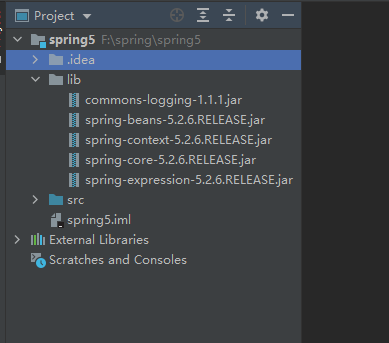 Project
spring5 F:\spring\spring5
.idea
lib
commons-logging-1.1.1.jar
spring-beans-5.2.6.RELEASE.jar
spring-context-5.2.6.RELEASE.jar
spring-core-5.2.6.RELEASE.jar
spring-expression-5.2.6.RELEASE.jar
src
spring5.iml
External Libraries
Scratches and Consoles